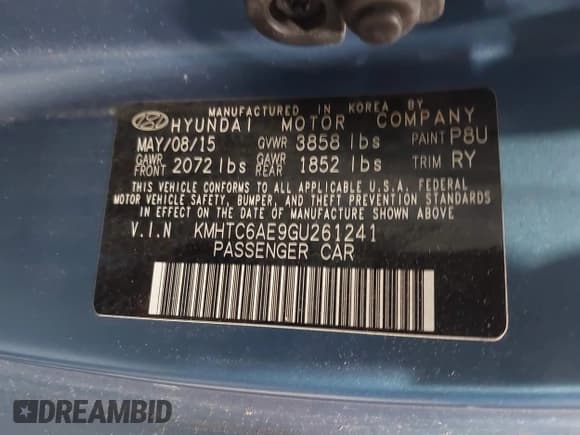 MANUFACTURED IN KOREA BY
HYUNDAI MOTOR COMPANY
MAY/08/15 GVWR 3858 lbs PAINT P8U
GAWR FRONT 2072 lbs GAWR REAR 1852 lbs TRIM RY
THIS VEHICLE CONFORMS TO ALL APPLICABLE U.S.A. FEDERAL
MOTOR VEHICLE SAFETY, BUMPER, AND THEFT PREVENTION STANDARDS
IN EFFECT ON THE DATE OF MANUFACTURE SHOWN ABOVE
V.I.N KMHTC6AE9GU261241
PASSENGER CAR
DREAMBID